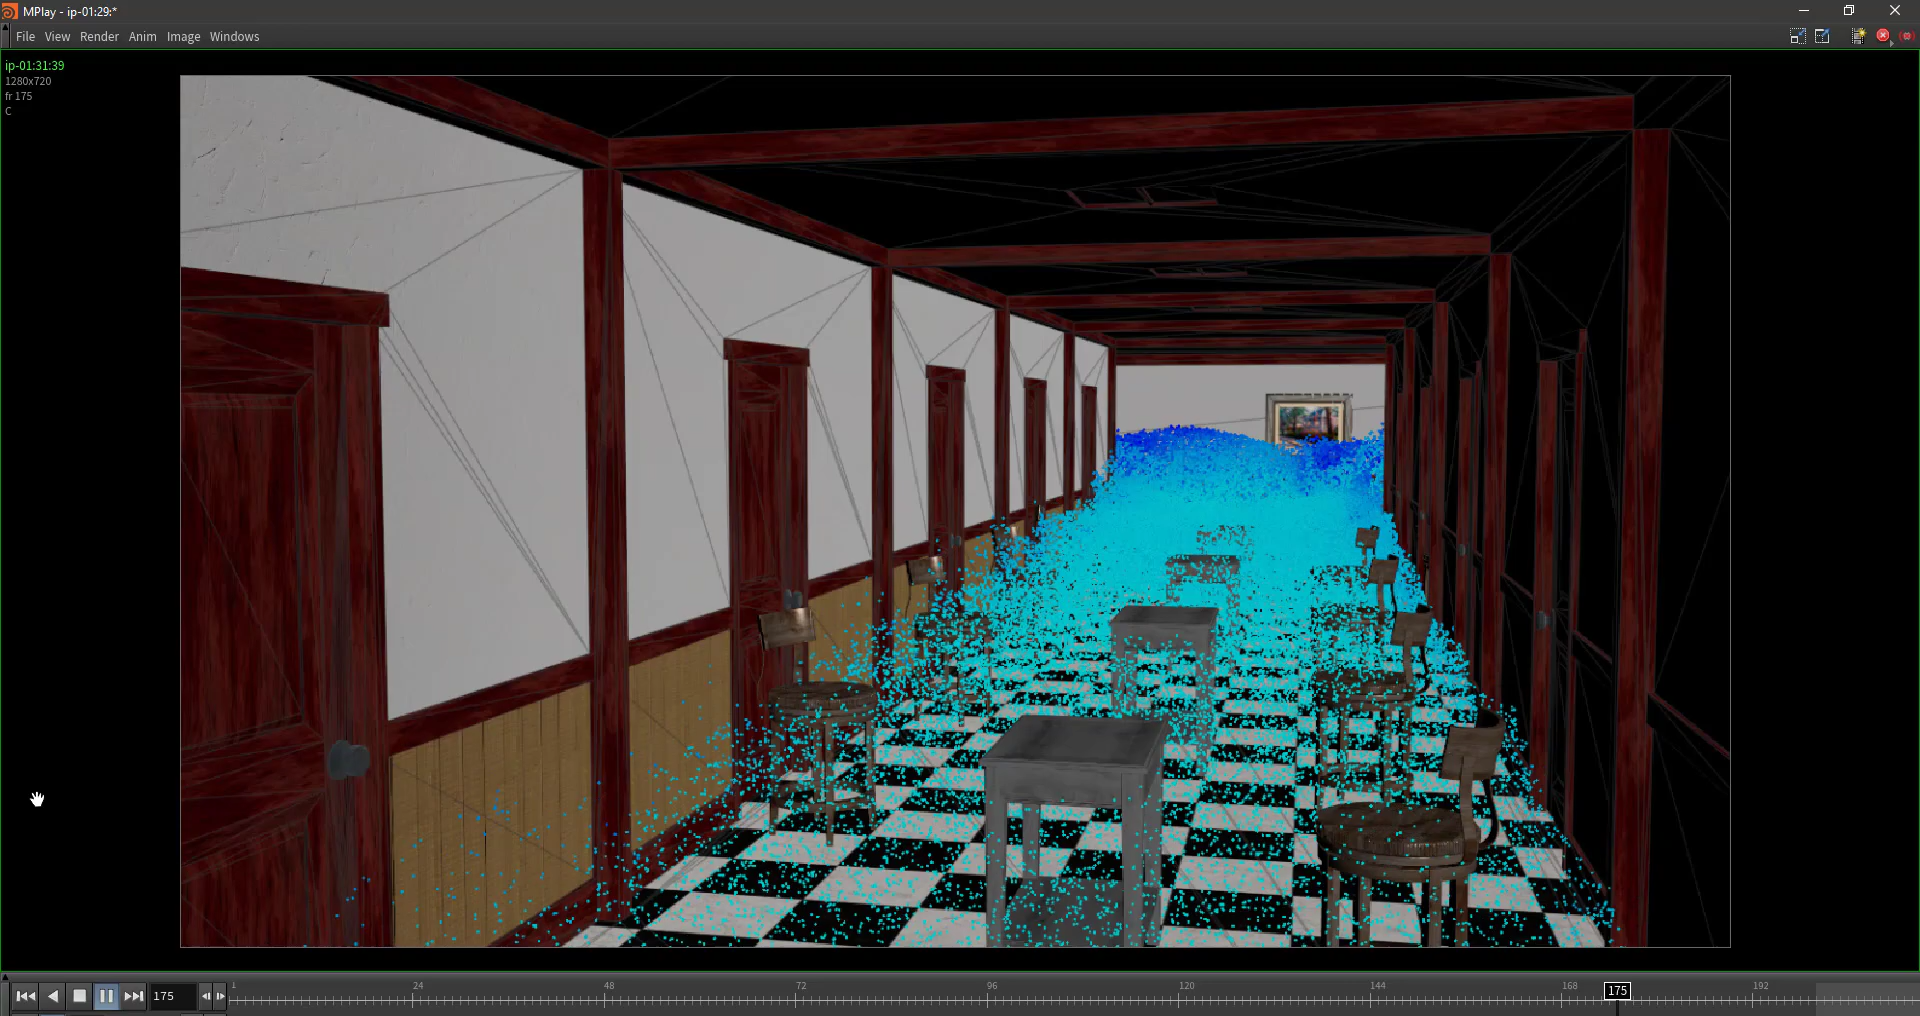 MPlay - ip-01:29:*
File View Render Anim Image Windows
ip-01:31:39
1280x720
fr 175
C
175
1 24 48 72 96 120 144 168 175 192